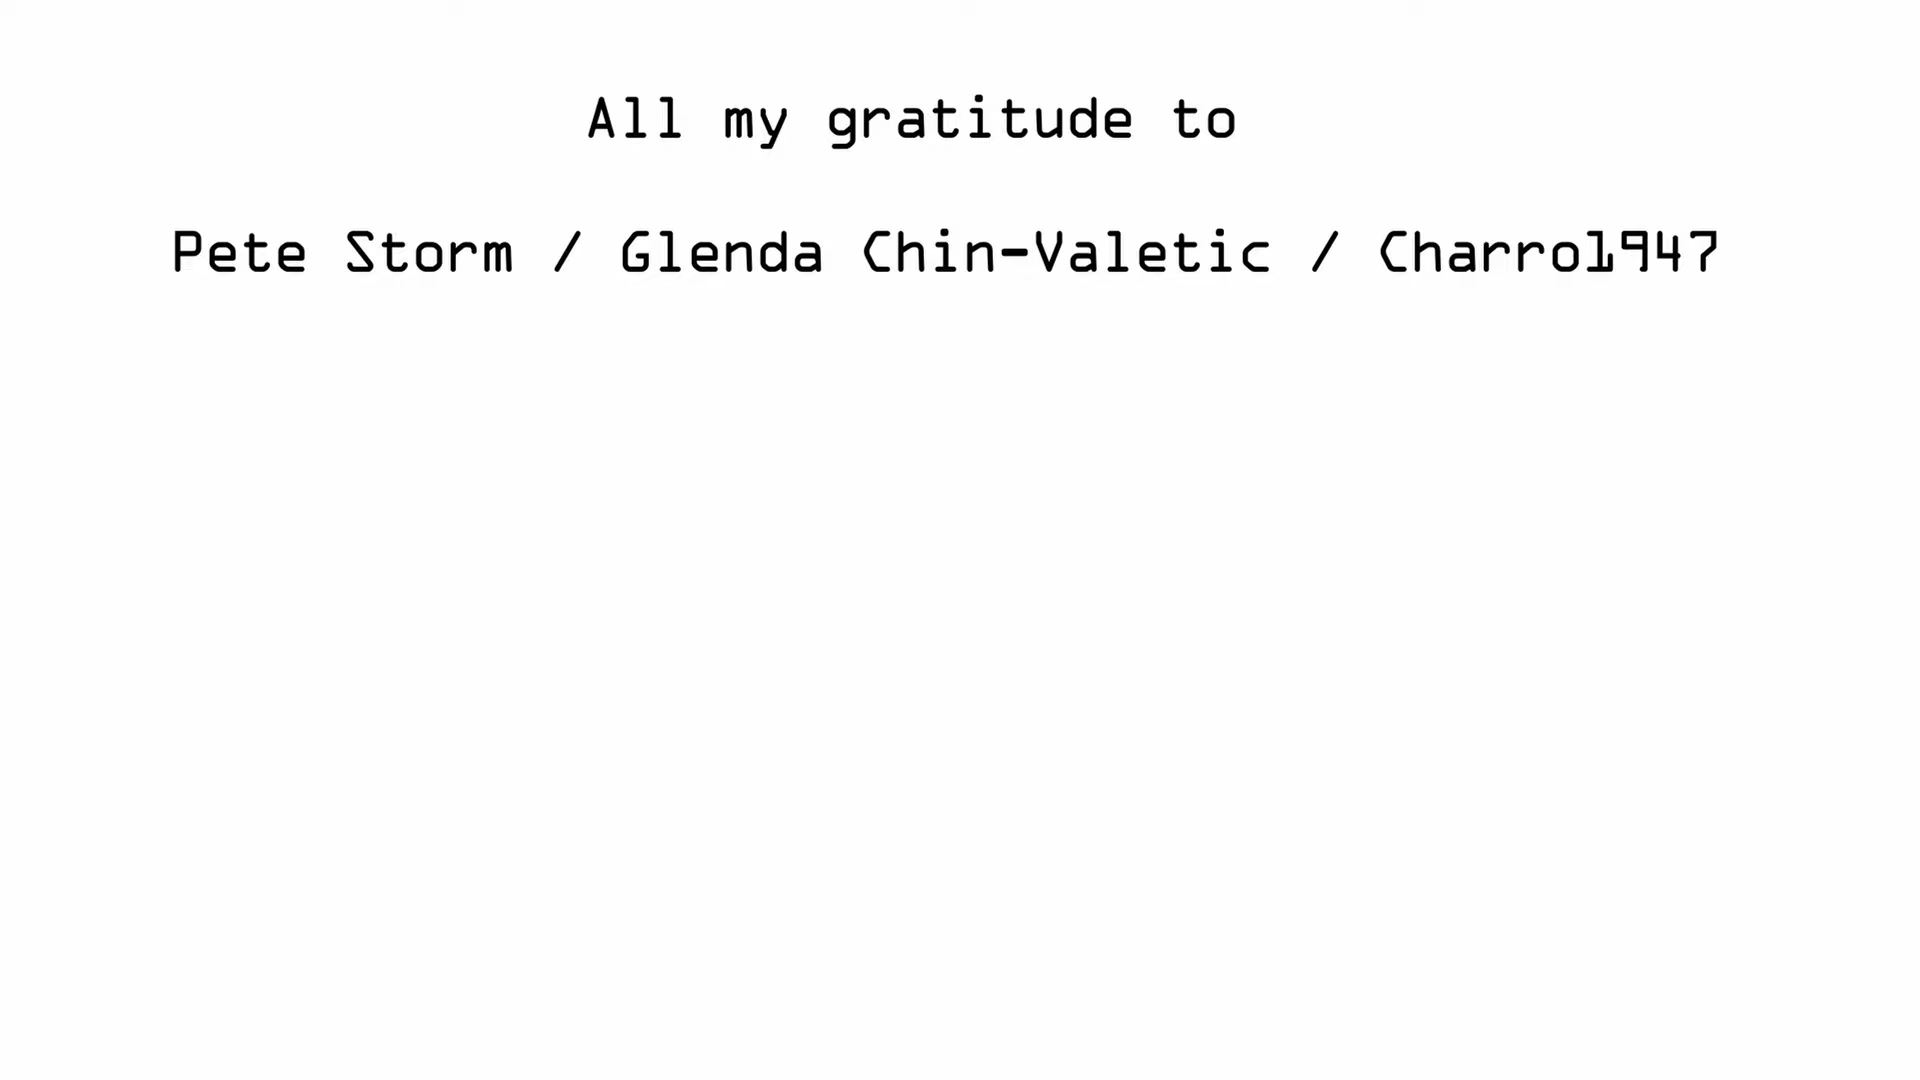 All my gratitude to
Pete Storm / Glenda Chin-Valetic / Charro1947